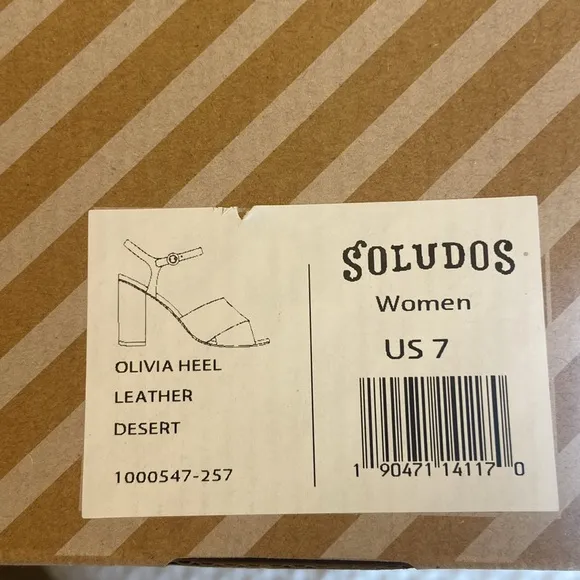 OLIVIA HEEL
LEATHER
DESERT
1000547-257
SOLUDOS
Women
US 7
1 90471 14117 0